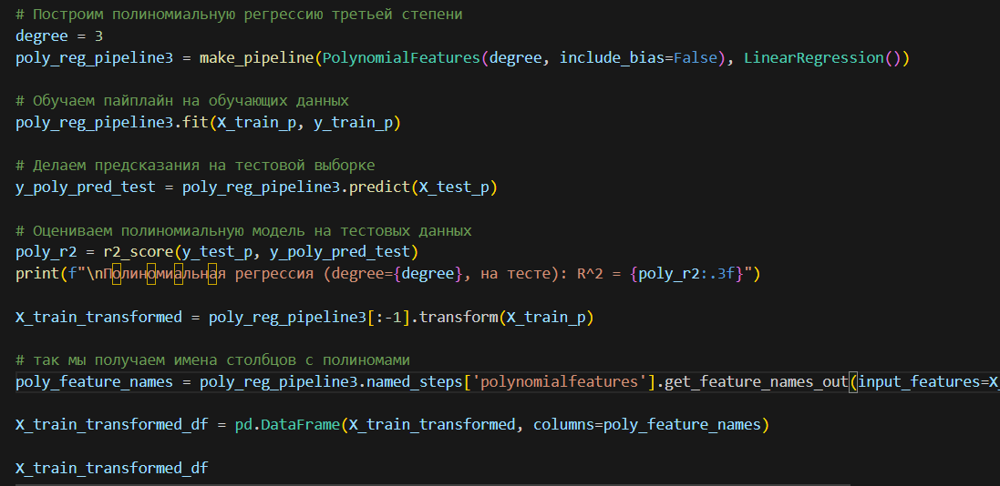 # Построим полиномиальную регрессию третьей степени
degree = 3
poly_reg_pipeline3 = make_pipeline(PolynomialFeatures(degree, include_bias=False), LinearRegression())
# Обучаем пайплайн на обучающих данных
poly_reg_pipeline3.fit(X_train_p, y_train_p)
# Делаем предсказания на тестовой выборке
y_poly_pred_test = poly_reg_pipeline3.predict(X_test_p)
# Оцениваем полиномиальную модель на тестовых данных
poly_r2 = r2_score(y_test_p, y_poly_pred_test)
print(f"\nПолиномиальная регрессия (degree={degree}, на тесте): R^2 = {poly_r2:.3f}")
X_train_transformed = poly_reg_pipeline3[:-1].transform(X_train_p)
# так мы получаем имена столбцов с полиномами
poly_feature_names = poly_reg_pipeline3.named_steps['polynomialfeatures'].get_feature_names_out(input_features=X_
X_train_transformed_df = pd.DataFrame(X_train_transformed, columns=poly_feature_names)
X_train_transformed_df